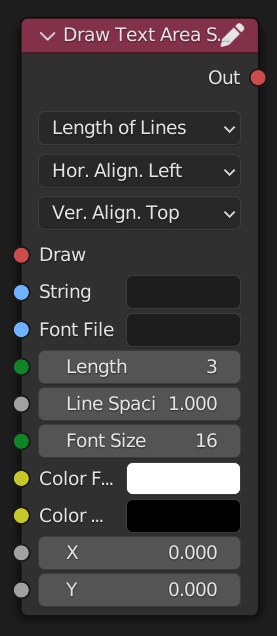 Draw Text Area S..
Out
Length of Lines
Hor. Align. Left
Ver. Align. Top
Draw
String
Font File
Length 3
Line Spaci 1.000
Font Size 16
Color F...
Color ...
X 0.000
Y 0.000